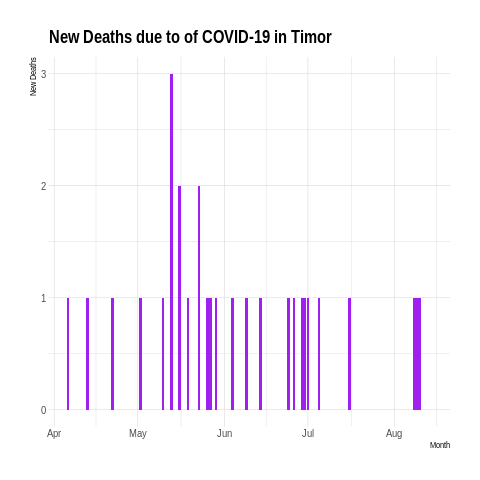 New Deaths due to of COVID-19 in Timor
New Deaths
3
2
1
0
Apr May Jun Jul Aug
Month